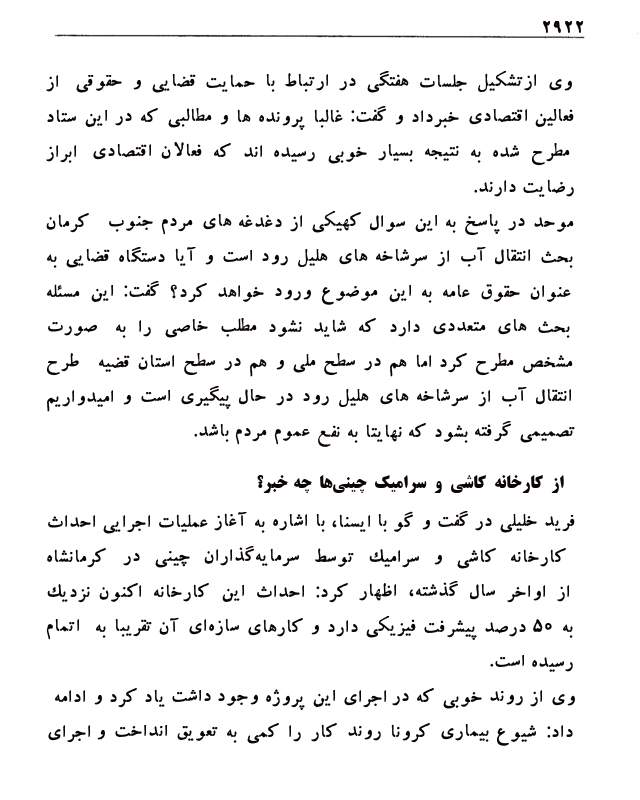 ۲۹۲۲
وی ازتشکیل جلسات هفتگی در ارتباط با حمایت قضایی و حقوقی از
فعالین اقتصادی خبرداد و گفت: غالبا پرونده ها و مطالبی که در این ستاد
مطرح شده به نتیجه بسیار خوبی رسیده اند که فعالان اقتصادی ابراز
رضایت دارند.
موحد در پاسخ به این سوال کهیکی از دغدغه های مردم جنوب کرمان
بحث انتقال آب از سرشاخه های هلیل رود است و آیا دستگاه قضایی به
عنوان حقوق عامه به این موضوع ورود خواهد کرد؟ گفت: این مسئله
بحث های متعددی دارد که شاید نشود مطلب خاصی را به صورت
مشخص مطرح کرد اما هم در سطح ملی و هم در سطح استان قضیه طرح
انتقال آب از سرشاخه های هلیل رود در حال پیگیری است و امیدواریم
تصمیمی گرفته بشود که نهایتا به نفع عموم مردم باشد.
از کارخانه کاشی و سرامیک چینی‌ها چه خبر؟
فرید خلیلی در گفت و گو با ایسنا، با اشاره به آغاز عملیات اجرایی احداث
کارخانه کاشی و سرامیك توسط سرمایه‌گذاران چینی در کرمانشاه
از اواخر سال گذشته، اظهار کرد: احداث این کارخانه اکنون نزدیك
به ۵۰ درصد پیشرفت فیزیکی دارد و کارهای سازه‌ای آن تقریبا به اتمام
رسیده است.
وی از روند خوبی که در اجرای این پروژه وجود داشت یاد کرد و ادامه
داد: شیوع بیماری کرونا روند کار را کمی به تعویق انداخت و اجرای